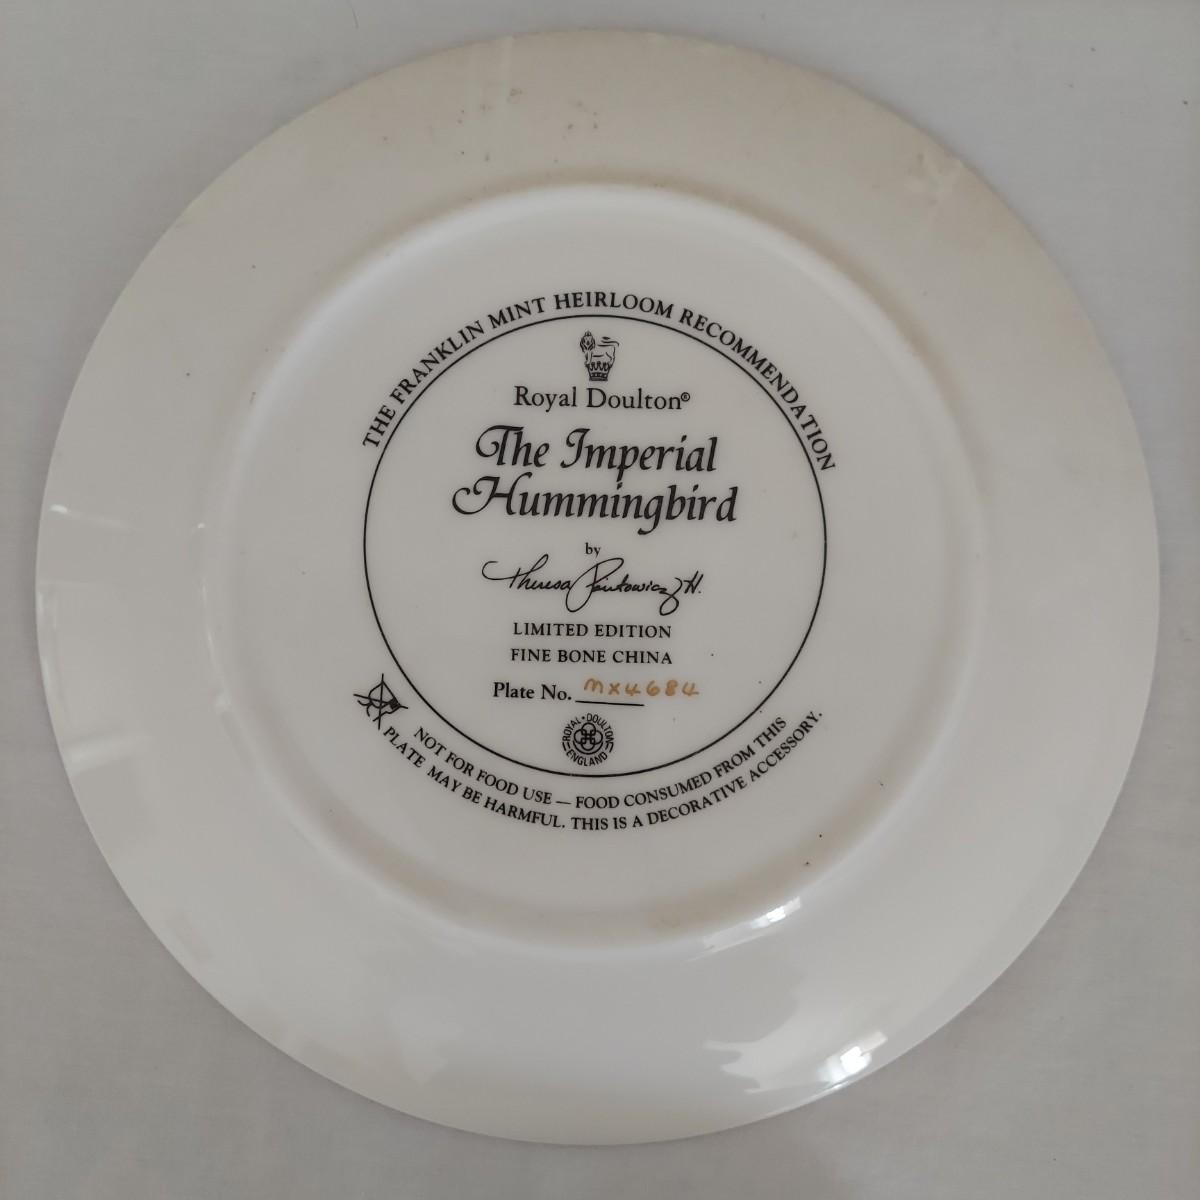 THE FRANKLIN MINT HEIRLOOM RECOMMENDATION
Royal Doulton®
The Imperial
Hummingbird
by
Theresa Pentowicz H.
LIMITED EDITION
FINE BONE CHINA
Plate No. MX4684
ROYAL • DOULTON
ENGLAND
NOT FOR FOOD USE — FOOD CONSUMED FROM THIS
PLATE MAY BE HARMFUL. THIS IS A DECORATIVE ACCESSORY.